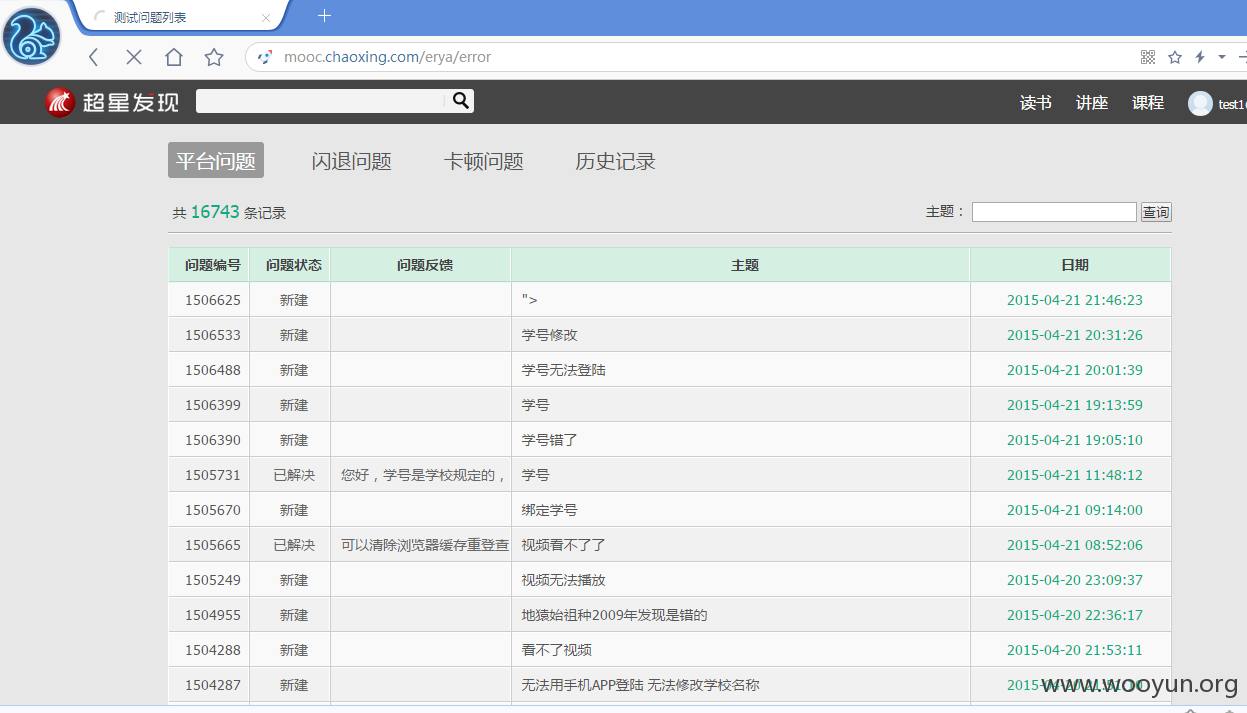 测试问题列表
mooc.chaoxing.com/erya/error
超星发现
读书 讲座 课程 test1
平台问题 闪退问题 卡顿问题 历史记录
共 16743 条记录 主题： 查询
问题编号 问题状态 问题反馈 主题 日期
1506625 新建 "> 2015-04-21 21:46:23
1506533 新建 学号修改 2015-04-21 20:31:26
1506488 新建 学号无法登陆 2015-04-21 20:01:39
1506399 新建 学号 2015-04-21 19:13:59
1506390 新建 学号错了 2015-04-21 19:05:10
1505731 已解决 您好，学号是学校规定的， 学号 2015-04-21 11:48:12
1505670 新建 绑定学号 2015-04-21 09:14:00
1505665 已解决 可以清除浏览器缓存重登查 视频看不了了 2015-04-21 08:52:06
1505249 新建 视频无法播放 2015-04-20 23:09:37
1504955 新建 地猿始祖种2009年发现是错的 2015-04-20 22:36:17
1504288 新建 看不了视频 2015-04-20 21:53:11
1504287 新建 无法用手机APP登陆 无法修改学校名称
www.wooyun.org